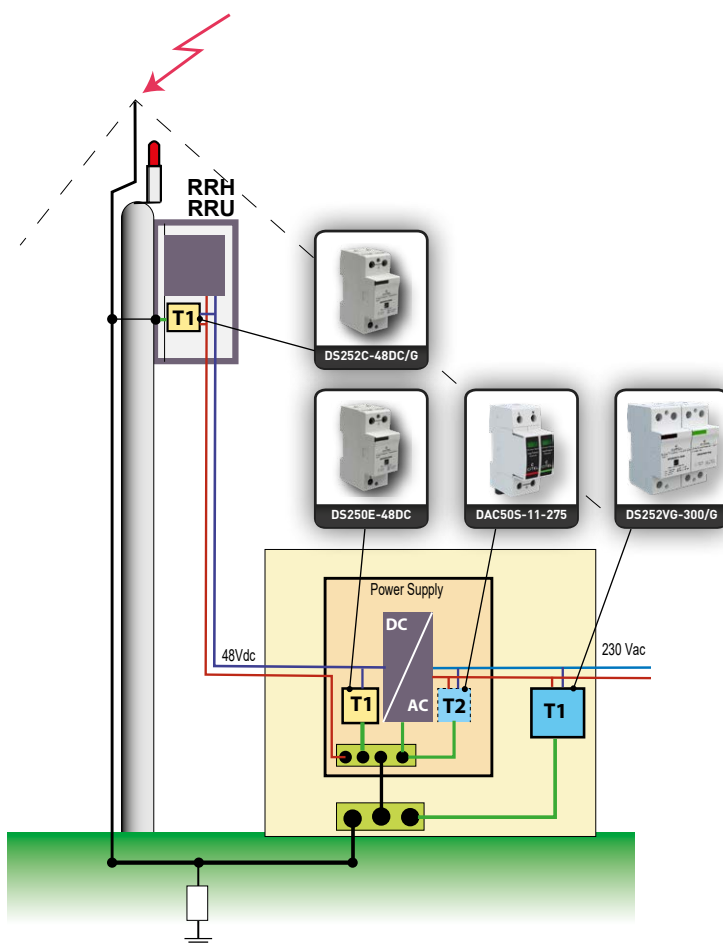 RRH
RRU
T1
DS252C-48DC/G
DS250E-48DC
DAC50S-11-275
DS252VG-300/G
Power Supply
DC
48Vdc
230 Vac
T1
AC
T2
T1